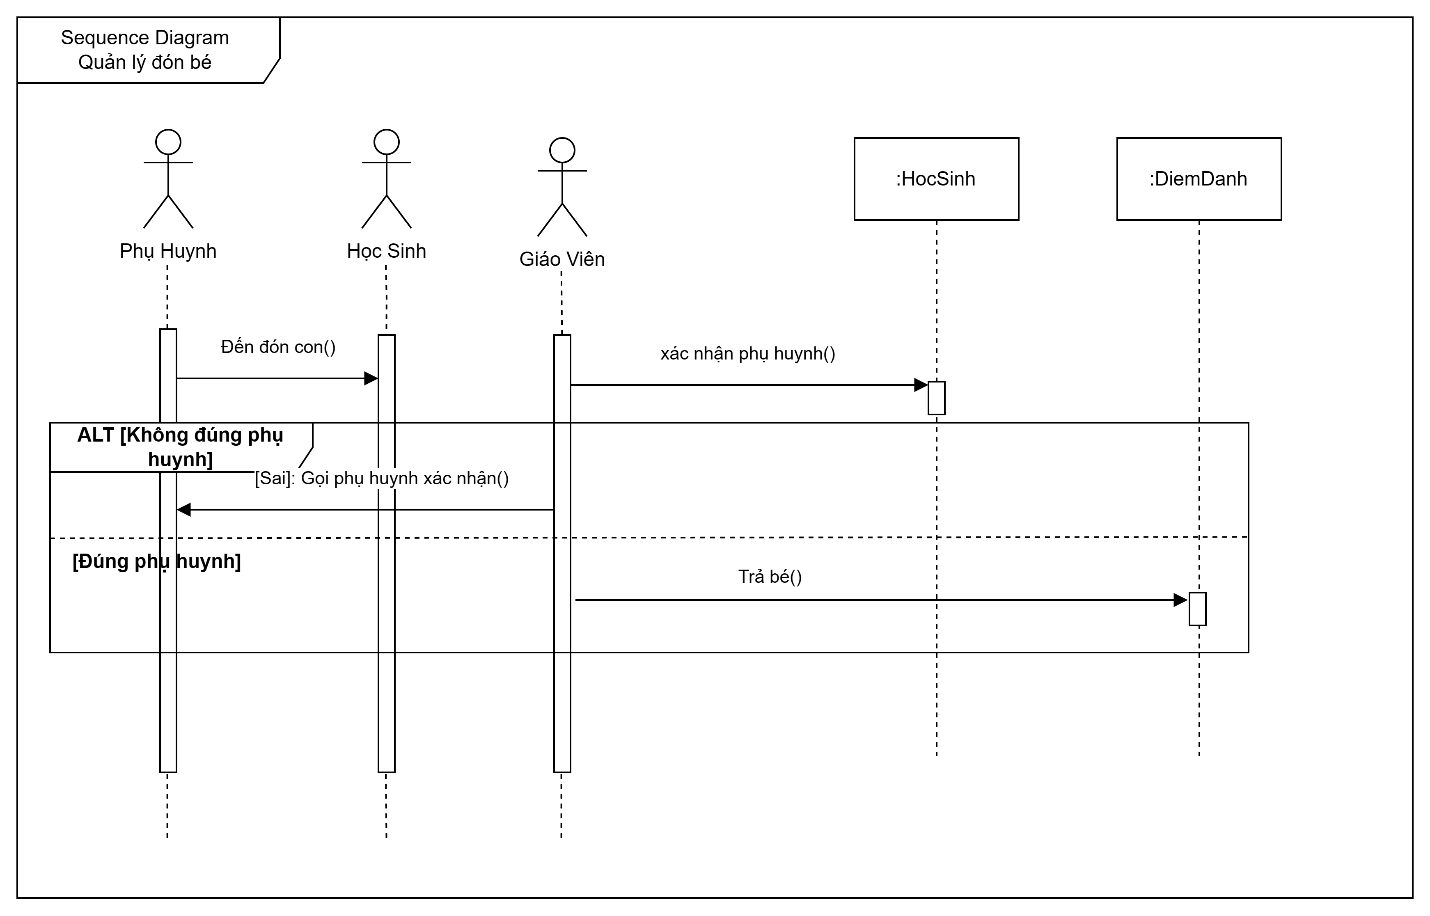 Sequence Diagram
Quản lý đón bé
Phụ Huynh
Học Sinh
Giáo Viên
:HocSinh
:DiemDanh
Đến đón con()
xác nhận phụ huynh()
ALT [Không đúng phụ
huynh]
[Sai]: Gọi phụ huynh xác nhận()
[Đúng phụ huynh]
Trả bé()